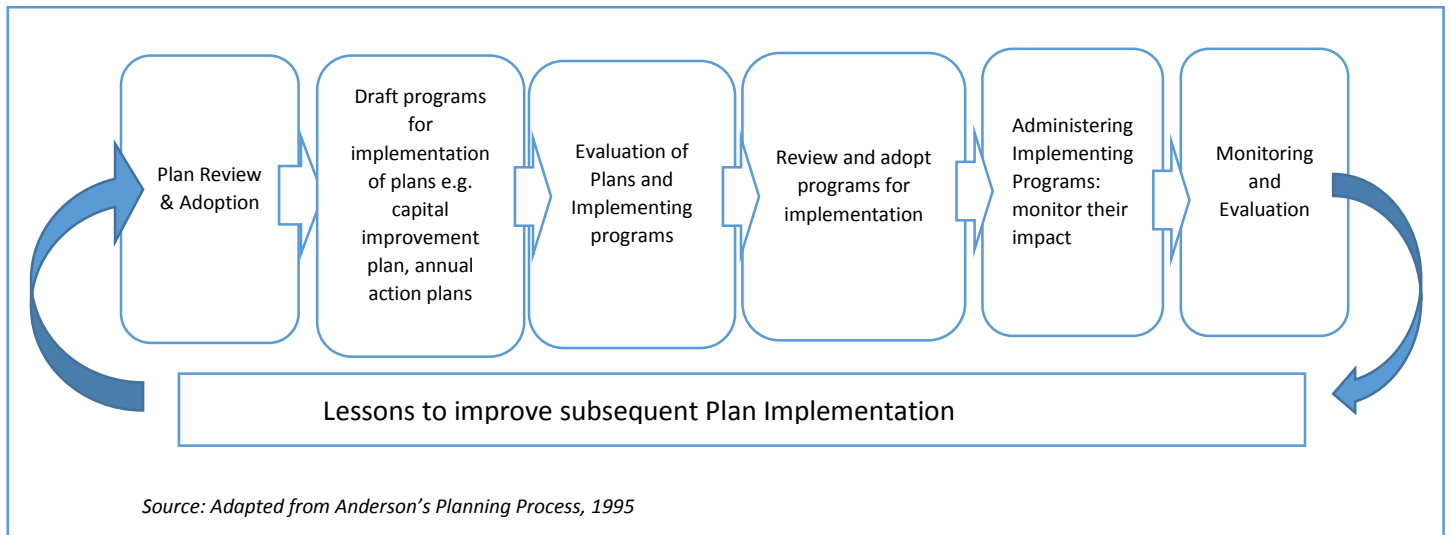 Plan Review
& Adoption
Draft programs
for
implementation
of plans e.g.
capital
improvement
plan, annual
action plans
Evaluation of
Plans and
Implementing
programs
Review and adopt
programs for
implementation
Administering
Implementing
Programs:
monitor their
impact
Monitoring
and
Evaluation
Lessons to improve subsequent Plan Implementation
Source: Adapted from Anderson's Planning Process, 1995